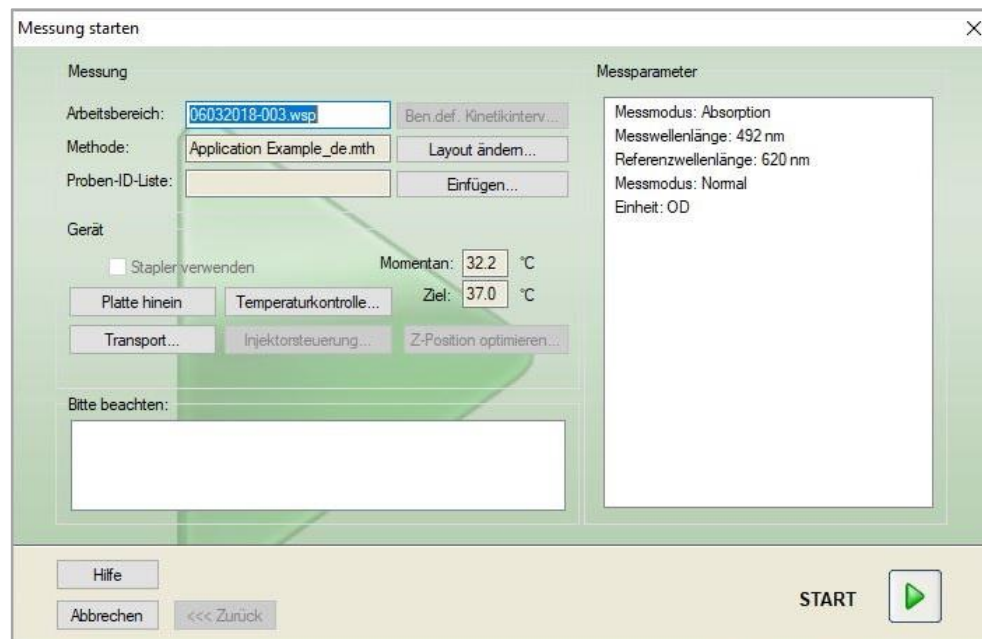 Messung starten
Messung
Arbeitsbereich: 06032018-003.wsp Ben.def. Kinetikinterv...
Methode: Application Example_de.mth Layout ändern...
Proben-ID-Liste: Einfügen...
Gerät
Stapler verwenden
Momentan: 32.2 °C
Platte hinein Temperaturkontrolle... Ziel: 37.0 °C
Transport... Injektorsteuerung... Z-Position optimieren...
Bitte beachten:
Messparameter
Messmodus: Absorption
Messwellenlänge: 492 nm
Referenzwellenlänge: 620 nm
Messmodus: Normal
Einheit: OD
Hilfe
Abbrechen <<< Zurück
START